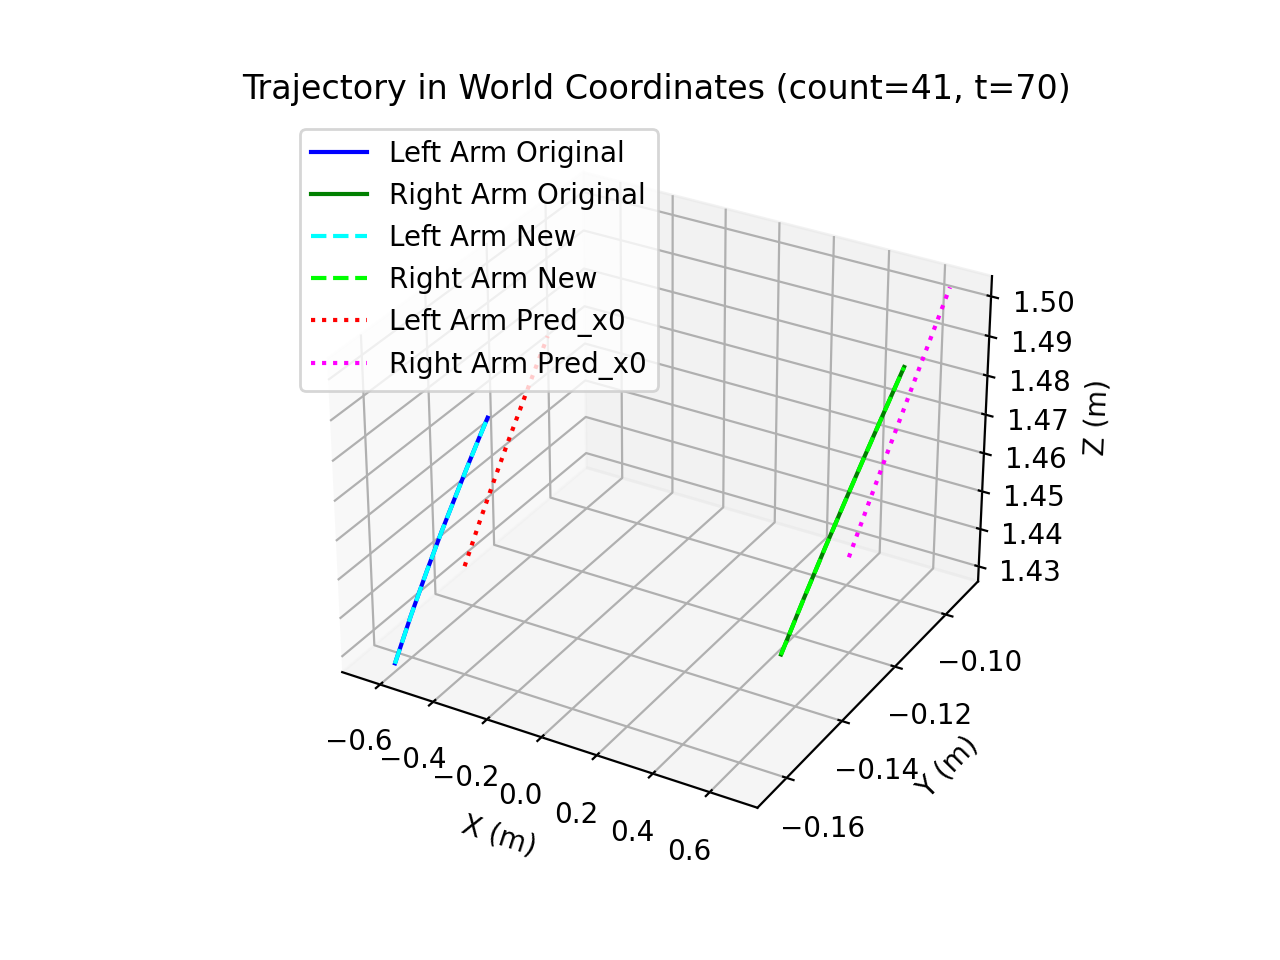 Trajectory in World Coordinates (count=41, t=70)
Left Arm Original
Right Arm Original
Left Arm New
Right Arm New
Left Arm Pred_x0
Right Arm Pred_x0
1.50
1.49
1.48
1.47
1.46
1.45
1.44
1.43
Z (m)
−0.10
−0.12
−0.14
−0.16
Y (m)
−0.6
−0.4
−0.2
0.0
0.2
0.4
0.6
X (m)